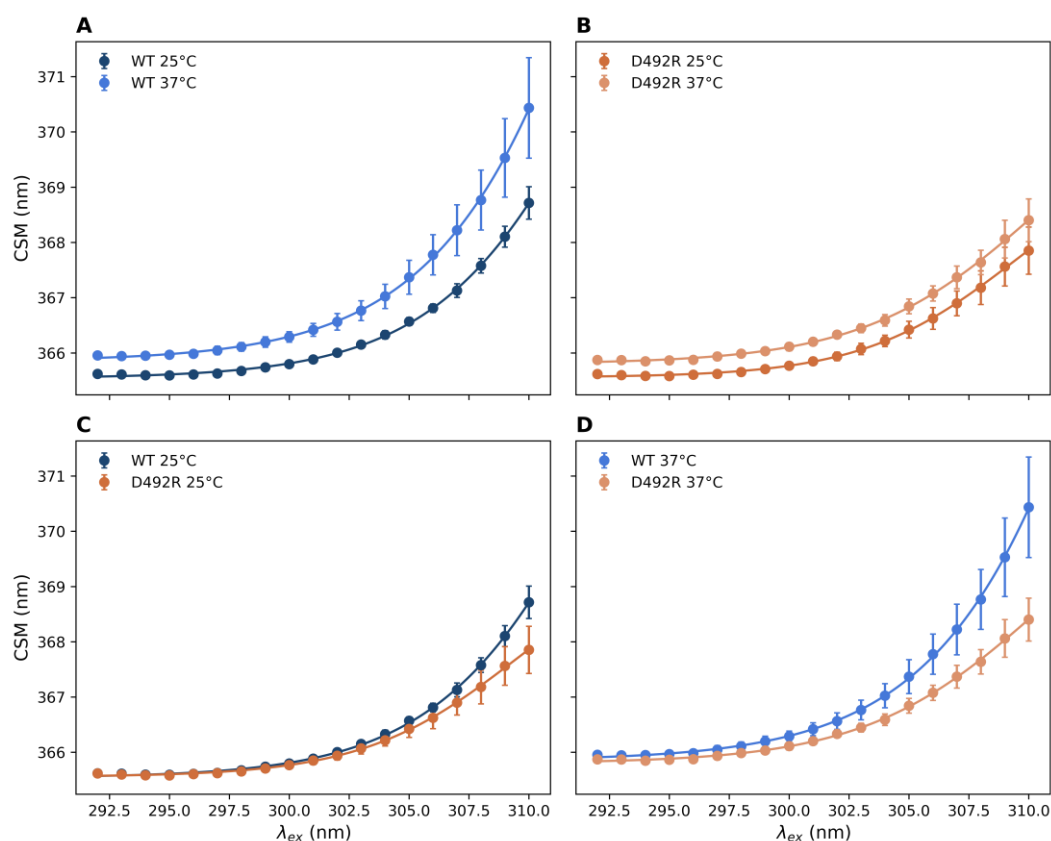 A
WT 25°C
WT 37°C
371
370
369
368
367
366
CSM (nm)
B
D492R 25°C
D492R 37°C
C
WT 25°C
D492R 25°C
371
370
369
368
367
366
CSM (nm)
292.5 295.0 297.5 300.0 302.5 305.0 307.5 310.0
λex (nm)
D
WT 37°C
D492R 37°C
292.5 295.0 297.5 300.0 302.5 305.0 307.5 310.0
λex (nm)